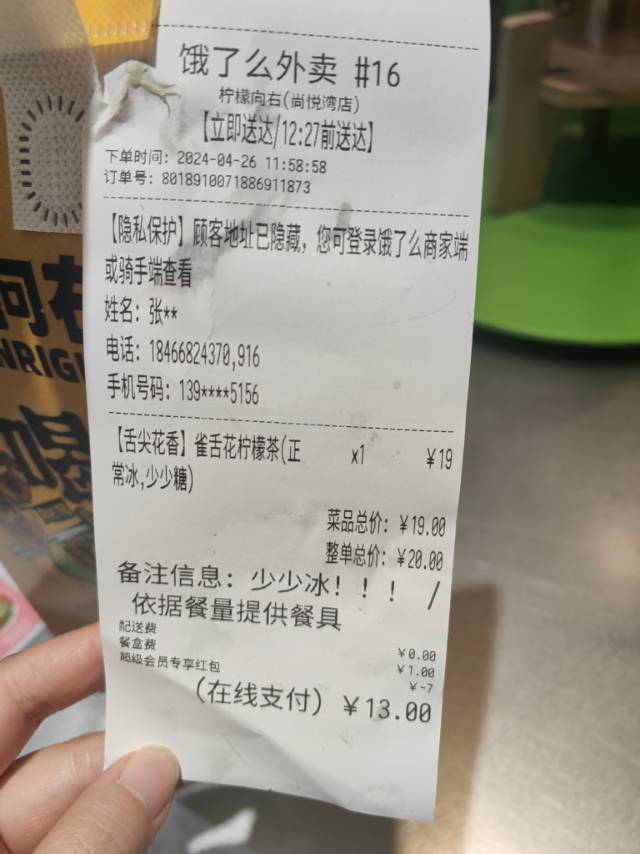 饿了么外卖 #16
柠檬向右(尚悦湾店)
【立即送达/12:27前送达】
下单时间: 2024-04-26 11:58:58
订单号: 8018910071886911873
【隐私保护】顾客地址已隐藏, 您可登录饿了么商家端
或骑手端查看
姓名: 张**
电话: 18466824370,916
手机号码: 139****5156
【舌尖花香】雀舌花柠檬茶(正 x1 ¥19
常冰,少少糖)
菜品总价: ¥19.00
整单总价: ¥20.00
备注信息: 少少冰！！！ /
依据餐量提供餐具
配送费 ¥0.00
餐盒费 ¥1.00
超级会员专享红包 ¥-7
(在线支付) ¥13.00